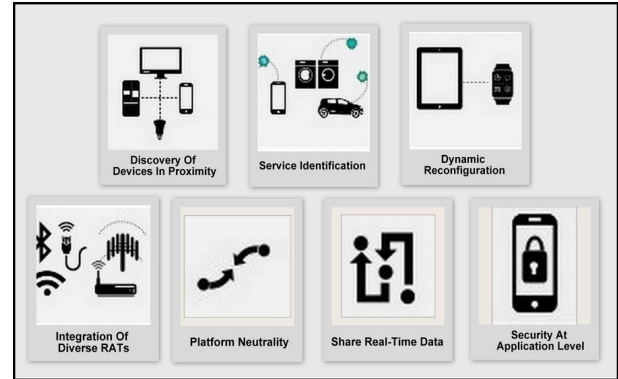 Discovery Of
Devices In Proximity
Service Identification
Dynamic
Reconfiguration
Integration Of
Diverse RATs
Platform Neutrality
Share Real-Time Data
Security At
Application Level